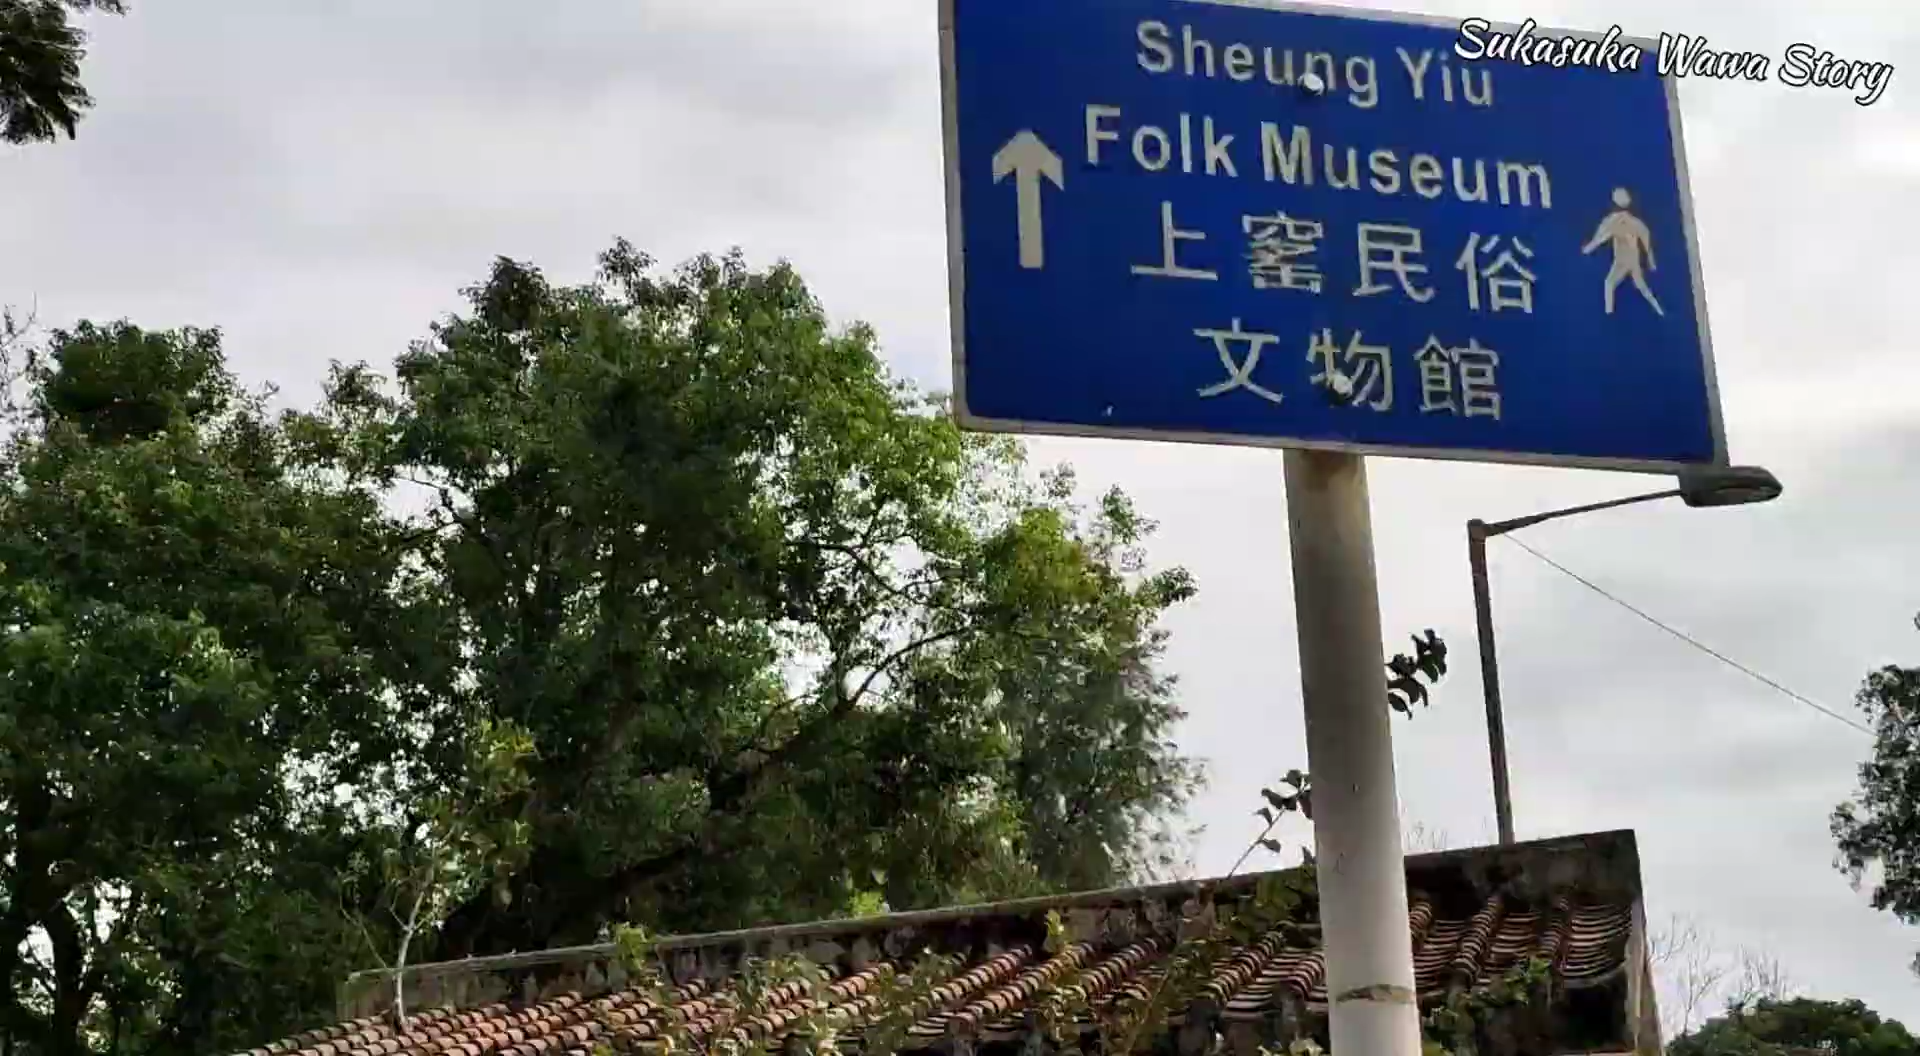 Sukasuka Wawa Story
Sheung Yiu
Folk Museum
上窰民俗
文物館